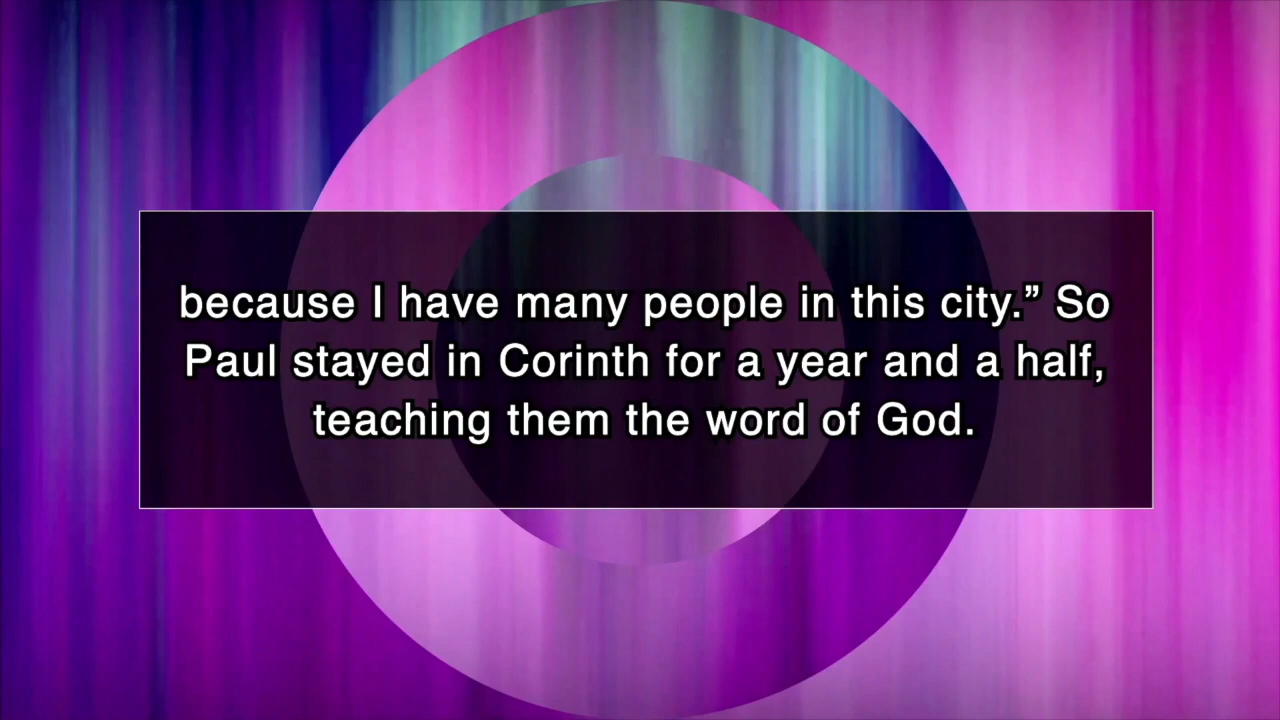 because I have many people in this city.” So
Paul stayed in Corinth for a year and a half,
teaching them the word of God.